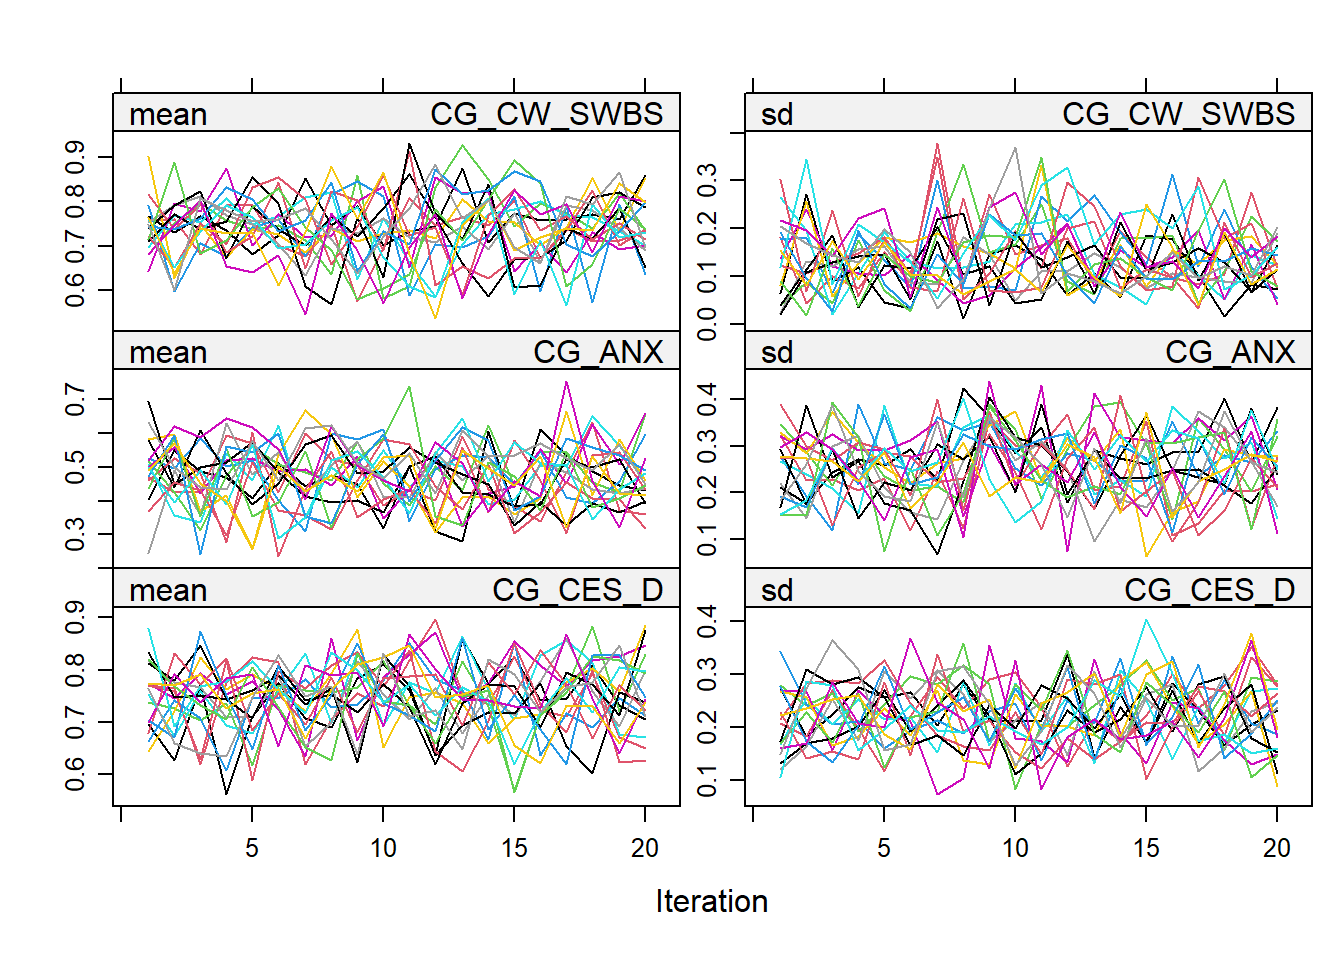 mean CG_CW_SWBS
sd CG_CW_SWBS
0.6 0.7 0.8 0.9
0.0 0.1 0.2 0.3
mean CG_ANX
sd CG_ANX
0.3 0.5 0.7
0.1 0.2 0.3 0.4
mean CG_CES_D
sd CG_CES_D
0.6 0.7 0.8 0.9
0.1 0.2 0.3 0.4
5 10 15 20
5 10 15 20
Iteration